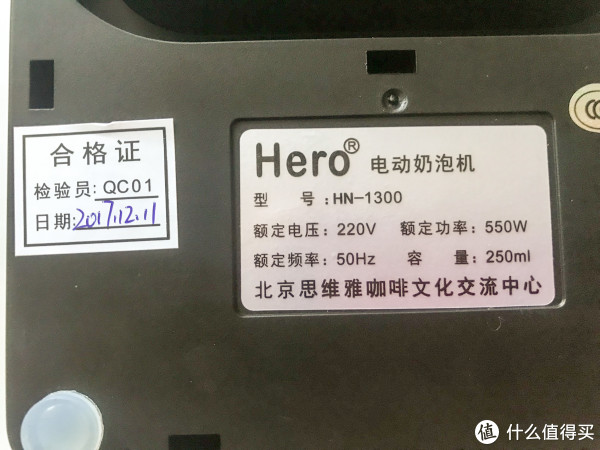 合格证
检验员: QC01
日期: 2017.12.11
Hero® 电动奶泡机
型 号：HN-1300
额定电压：220V 额定功率：550W
额定频率：50Hz 容 量：250ml
北京思维雅咖啡文化交流中心
值 什么值得买